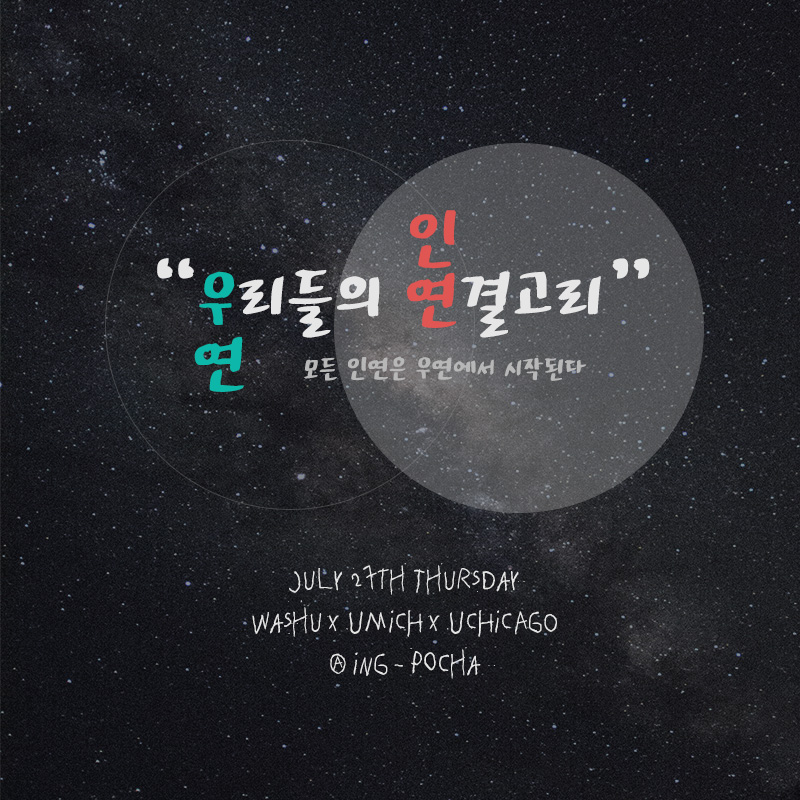 “우리들의 연결고리”
인
연
모든 인연은 우연에서 시작된다
JULY 27TH THURSDAY
WASHU X UMICH X UCHICAGO
Ⓐ ING - POCHA